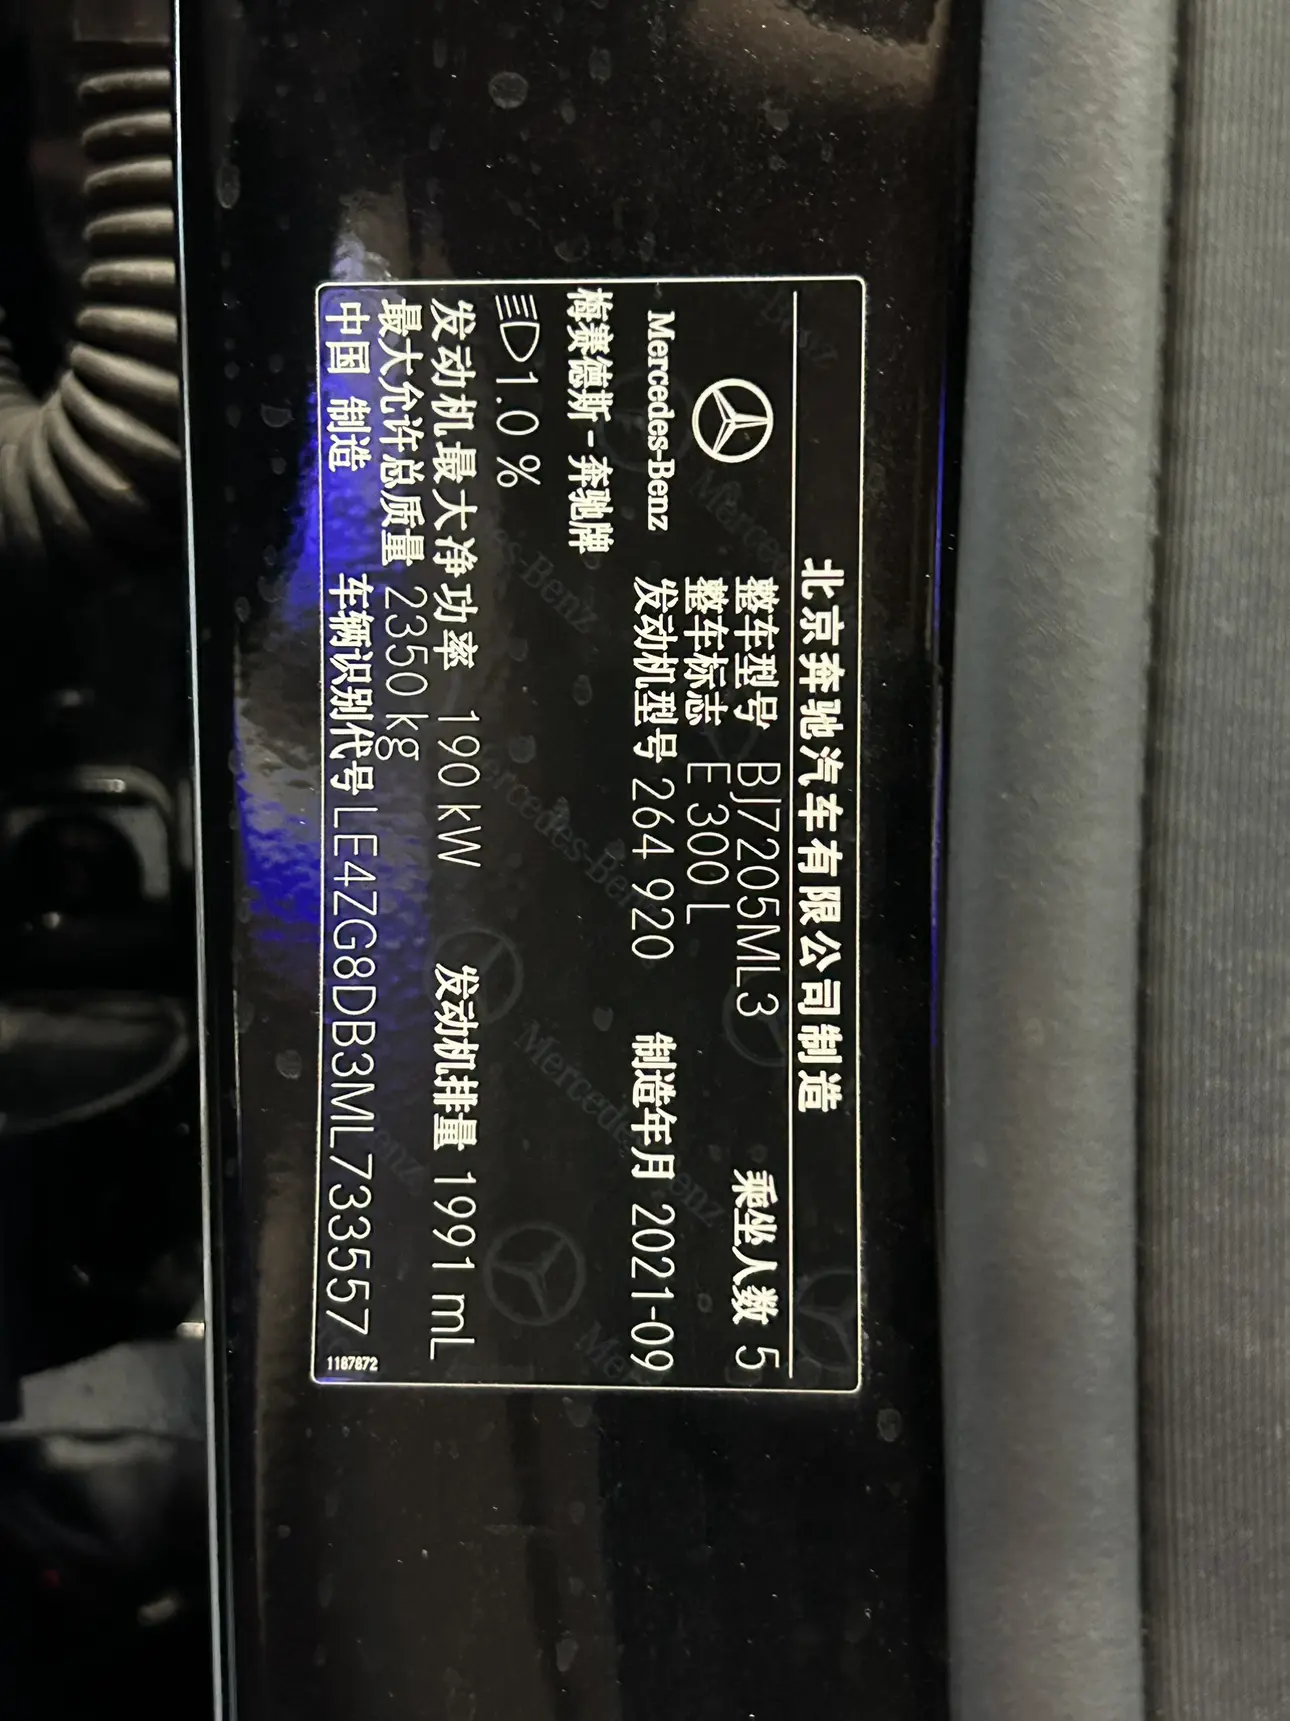 北京奔驰汽车有限公司制造
整车型号 BJ7205ML3 乘坐人数 5
整车标志 E 300 L
Mercedes-Benz 发动机型号 264 920 制造年月 2021-09
梅赛德斯-奔驰牌
1.0 %
发动机最大净功率 190 kW 发动机排量 1991 mL
最大允许总质量 2350 kg
中国 制造 车辆识别代号 LE4ZG8DB3ML733557
1187872